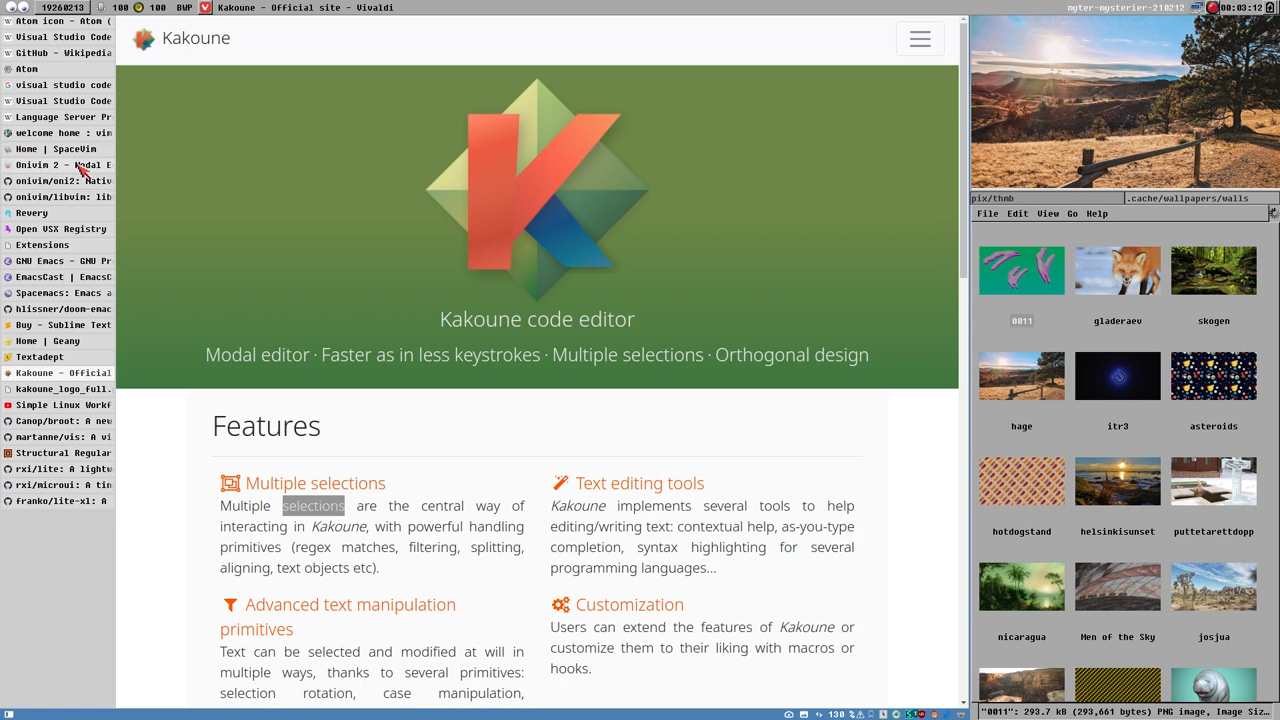 19260213 100 100 BWP Kakoune - Official site - Vivaldi
myter-mysterier-210212 00:03:12
Atom icon - Atom (
Visual Studio Code
GitHub - Wikipedia
Atom
visual studio code
Visual Studio Code
Language Server Pr
welcome home : vim
Home | SpaceVim
Onivim 2 - Modal E
onivim/oni2: Nativ
onivim/libvim: lib
Revery
Open VSX Registry
Extensions
GNU Emacs - GNU Pr
EmacsCast | EmacsC
Spacemacs: Emacs a
hlissner/doom-emac
Buy - Sublime Text
Home | Geany
Textadept
Kakoune - Official
kakoune_logo_full.
Simple Linux Workf
Canop/broot: A new
martanne/vis: A vi
Structural Regular
rxi/lite: A lightw
rxi/microui: A tin
franko/lite-xl: A
Kakoune
Kakoune code editor
Modal editor · Faster as in less keystrokes · Multiple selections · Orthogonal design
Features
Multiple selections
Multiple selections are the central way of
interacting in Kakoune, with powerful handling
primitives (regex matches, filtering, splitting,
aligning, text objects etc).
Text editing tools
Kakoune implements several tools to help
editing/writing text: contextual help, as-you-type
completion, syntax highlighting for several
programming languages...
Advanced text manipulation
primitives
Text can be selected and modified at will in
multiple ways, thanks to several primitives:
selection rotation, case manipulation,
Customization
Users can extend the features of Kakoune or
customize them to their liking with macros or
hooks.
130 %
pix/thmb .cache/wallpapers/walls
File Edit View Go Help
0011 gladeraev skogen
hage itr3 asteroids
hotdogstand helsinkisunset puttetarettdopp
nicaragua Men of the Sky josjua
"0011": 293.7 kB (293,661 bytes) PNG image, Image Siz…